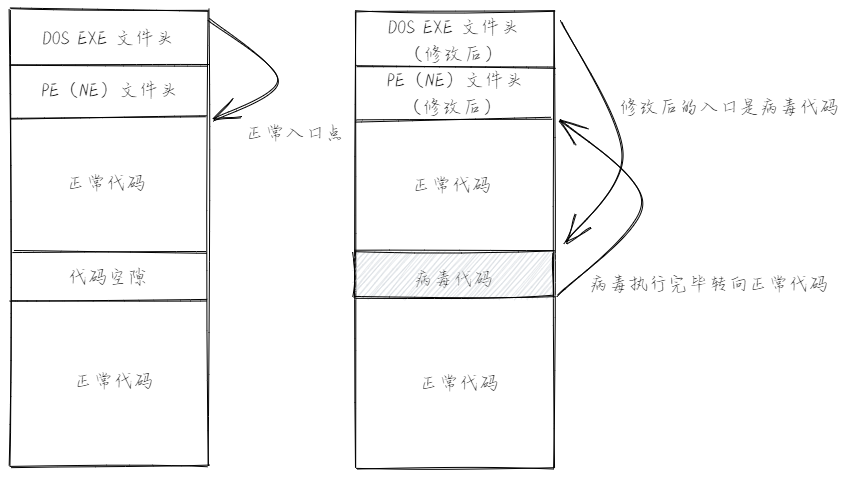 DOS EXE 文件头
PE（NE）文件头
正常入口点
正常代码
代码空隙
正常代码
DOS EXE 文件头
（修改后）
PE（NE）文件头
（修改后）
修改后的入口是病毒代码
正常代码
病毒代码
病毒执行完毕转向正常代码
正常代码